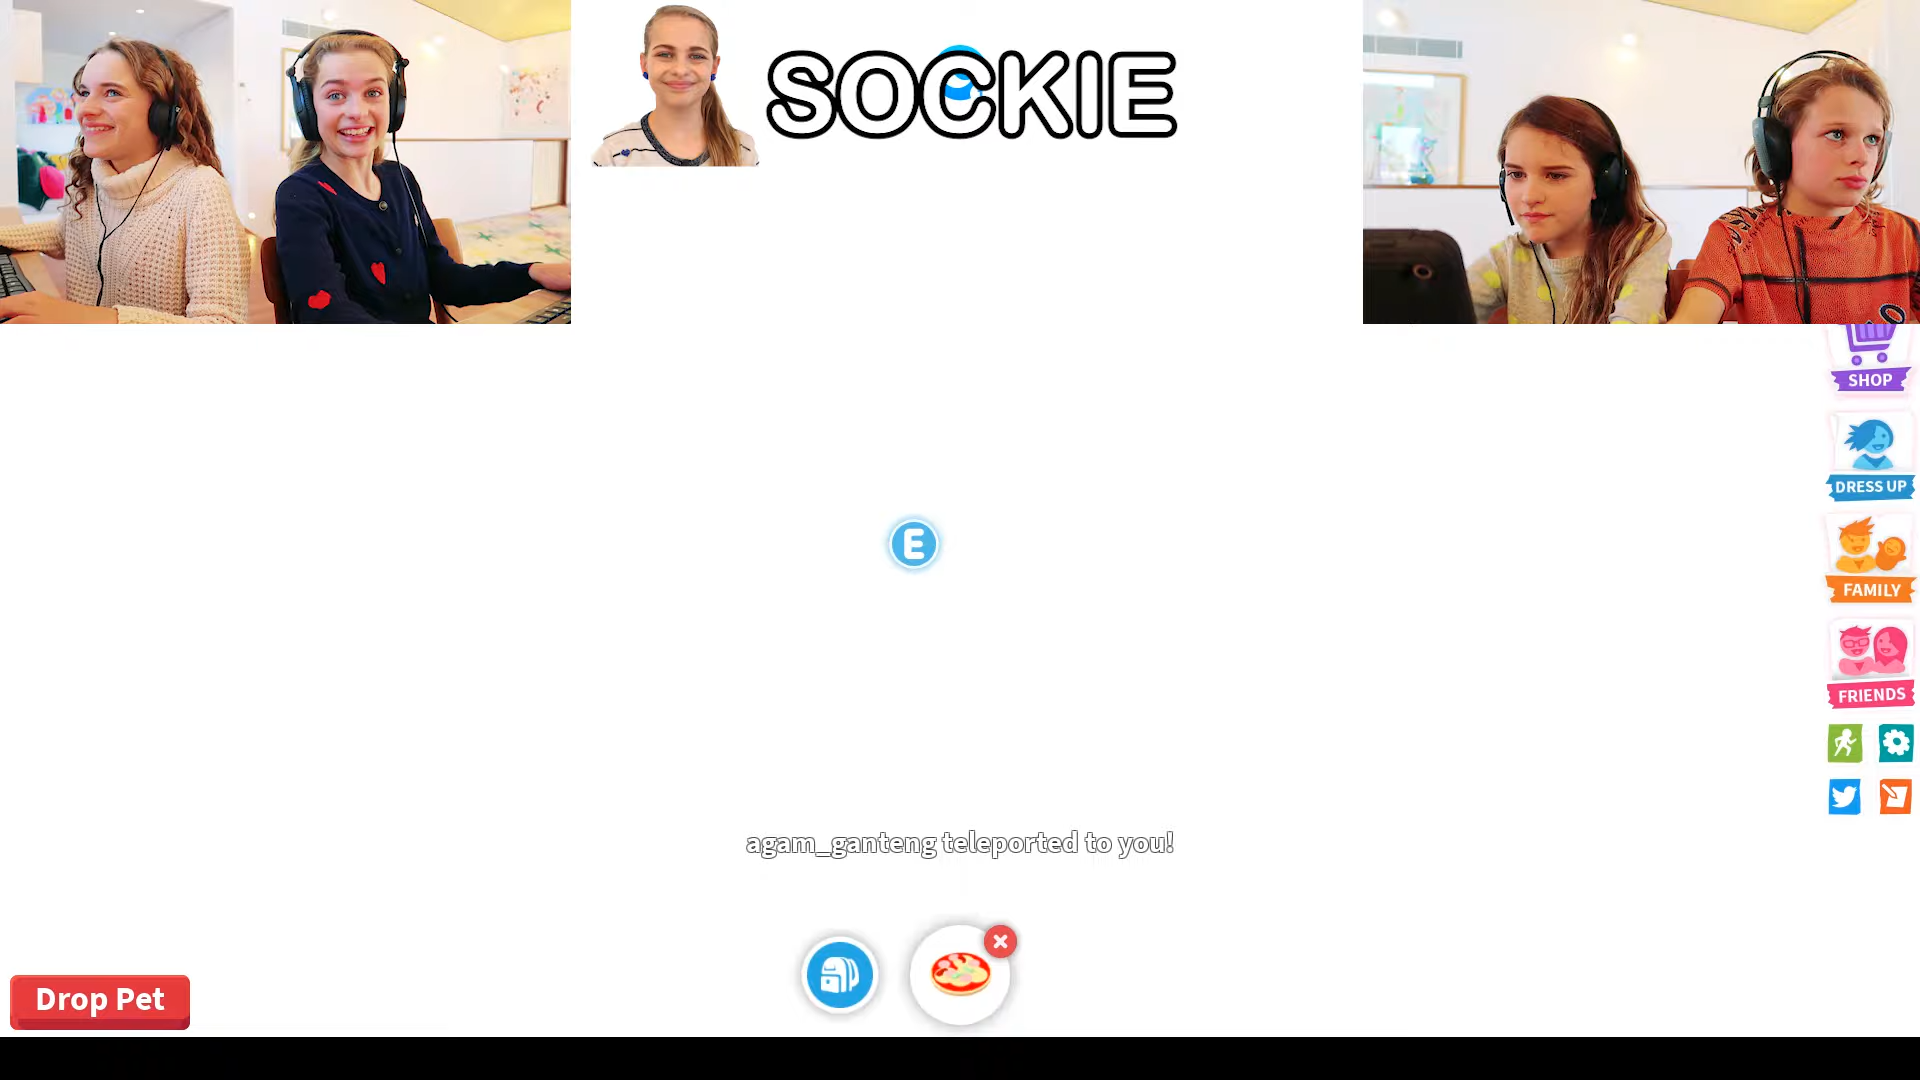 SOCKIE
SHOP
DRESS UP
E
FAMILY
FRIENDS
agam_ganteng teleported to you!
Drop Pet